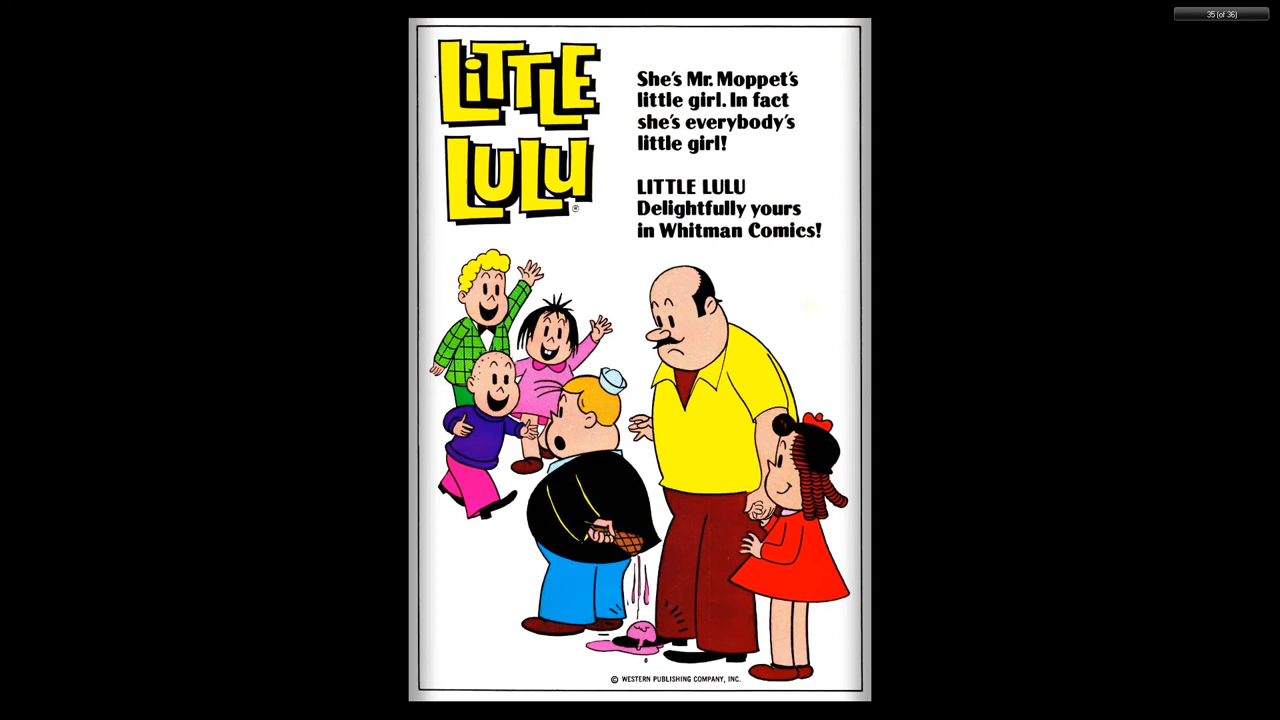 35 (of 36)
LiTTLE
LULU
®
She's Mr. Moppet's
little girl. In fact
she's everybody's
little girl!
LITTLE LULU
Delightfully yours
in Whitman Comics!
© WESTERN PUBLISHING COMPANY, INC.